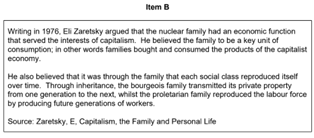 Item B
Writing in 1976, Eli Zaretsky argued that the nuclear family had an economic function
that served the interests of capitalism. He believed the family to be a key unit of
consumption; in other words families bought and consumed the products of the capitalist
economy.
He also believed that it was through the family that each social class reproduced itself
over time. Through inheritance, the bourgeois family transmitted its private property
from one generation to the next, whilst the proletarian family reproduced the labour force
by producing future generations of workers.
Source: Zaretsky, E, Capitalism, the Family and Personal Life